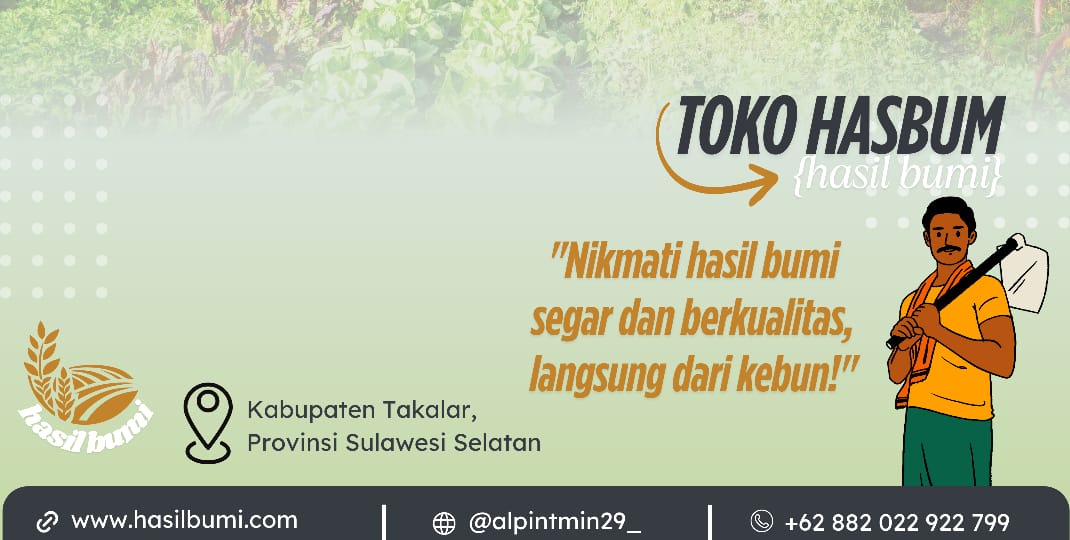 TOKO HASBUM
{hasil bumi}
"Nikmati hasil bumi
segar dan berkualitas,
langsung dari kebun!"
hasil bumi
Kabupaten Takalar,
Provinsi Sulawesi Selatan
www.hasilbumi.com
@alpintmin29_
+62 882 022 922 799